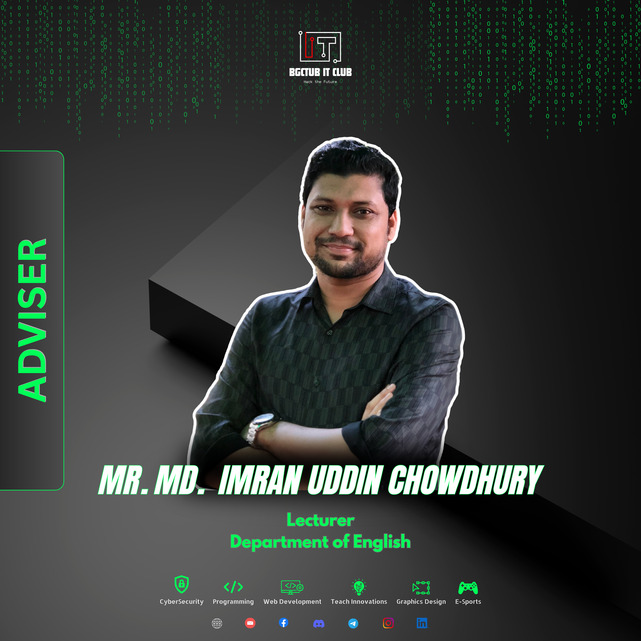 IT
BGCTUB IT CLUB
Hack the Future
ADVISER
MR. MD. IMRAN UDDIN CHOWDHURY
Lecturer
Department of English
CyberSecurity Programming Web Development Teach Innovations Graphics Design E-Sports